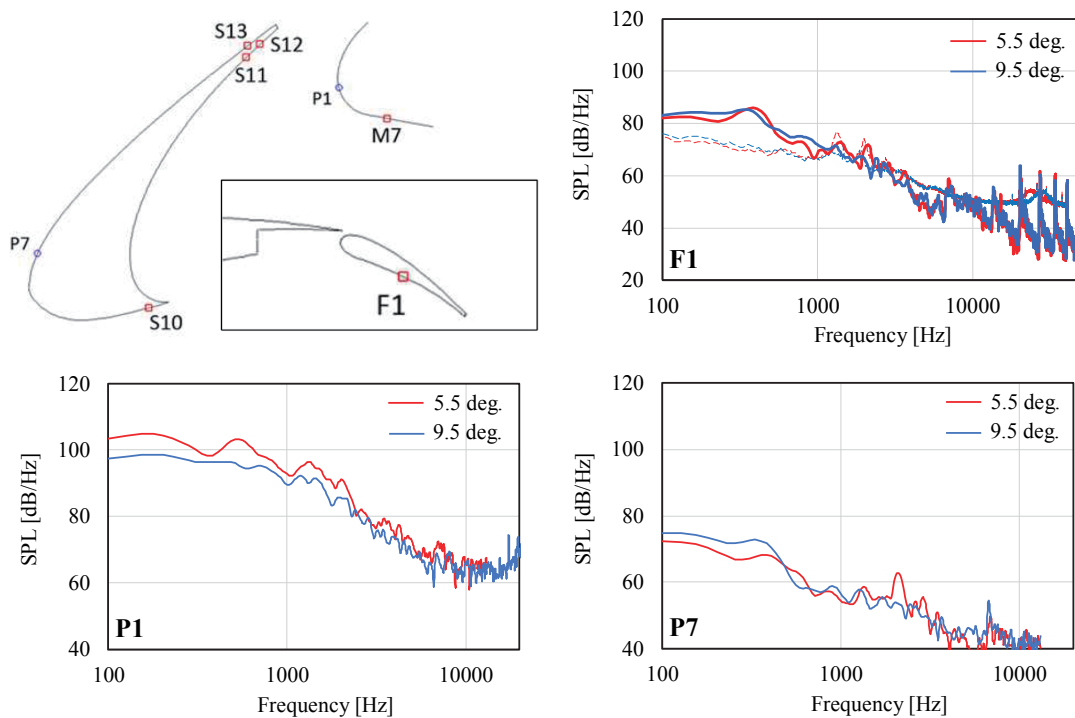 S13
S12
S11
P1
M7
P7
S10
F1
120
100
80
60
40
20
SPL [dB/Hz]
5.5 deg.
9.5 deg.
F1
100
1000
10000
Frequency [Hz]
120
100
80
60
40
SPL [dB/Hz]
5.5 deg.
9.5 deg.
P1
100
1000
10000
Frequency [Hz]
120
100
80
60
40
SPL [dB/Hz]
5.5 deg.
9.5 deg.
P7
100
1000
10000
Frequency [Hz]